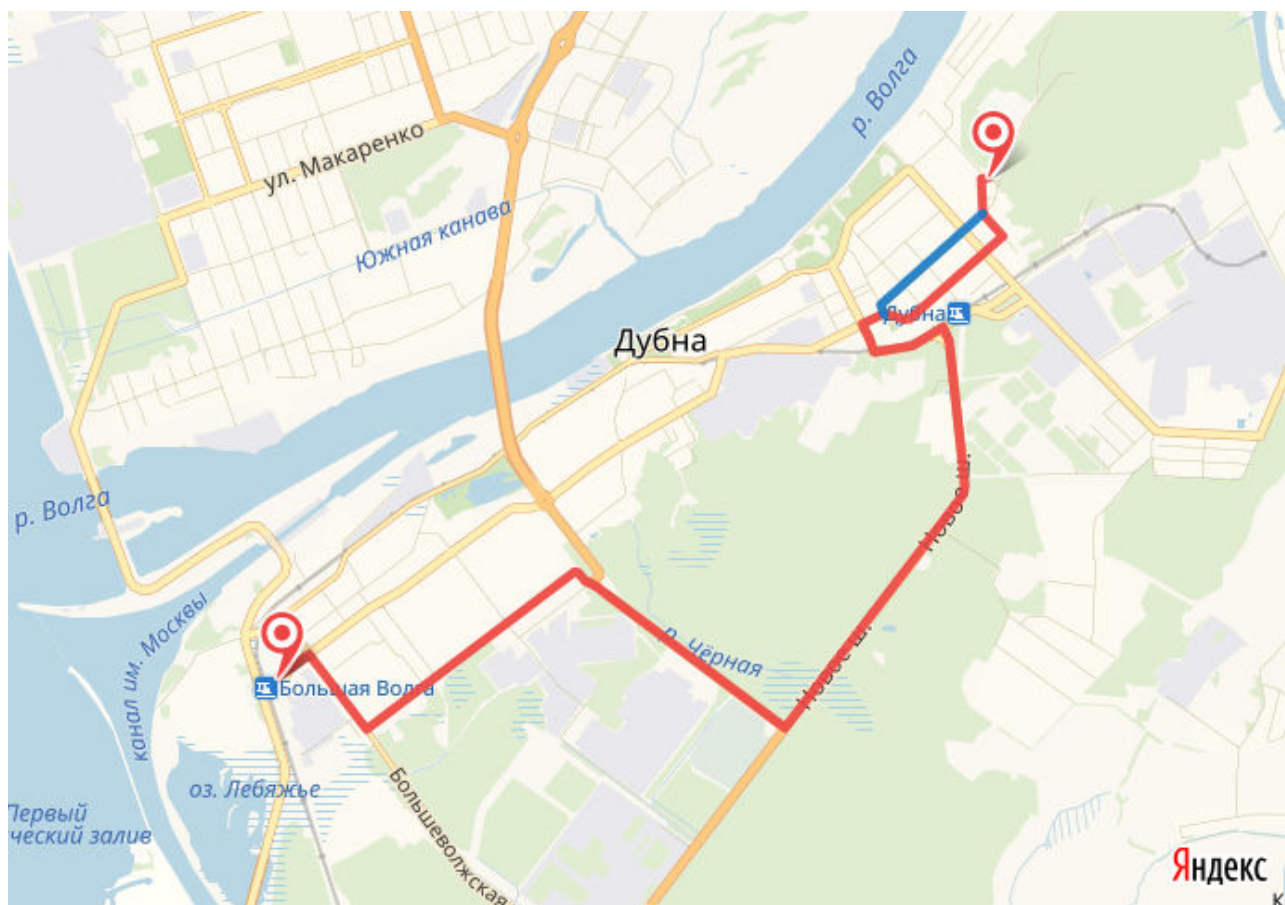 р. Волга
ул. Макаренко
Южная канава
Дубна
Дубна
р. Волга
Новое ш.
р. Чёрная
Новое ш.
канал им. Москвы
Большая Волга
оз. Лебяжье
Большеволжская
Первый
ческий залив
Яндекс
к